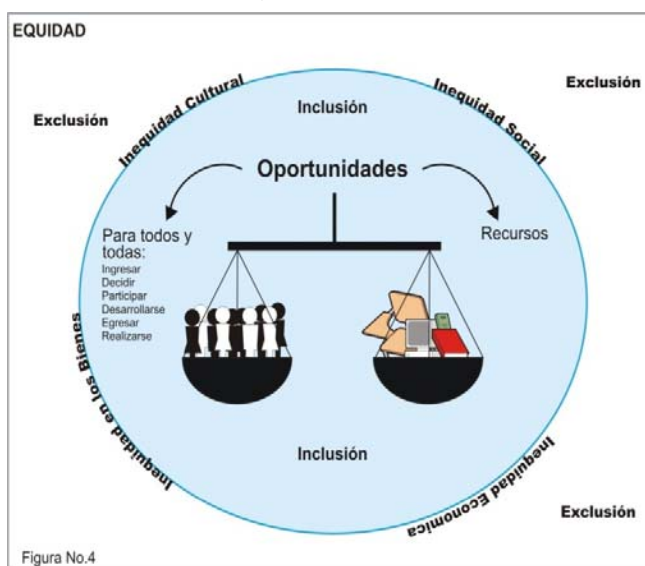 EQUIDAD
Exclusión
Inequidad Cultural
Inclusión
Inequidad Social
Exclusión
Oportunidades
Para todos y
todas:
Ingresar
Decidir
Participar
Desarrollarse
Egresar
Realizarse
Recursos
Inequidad en los Bienes
Inclusión
Inequidad Economica
Exclusión
Figura No.4